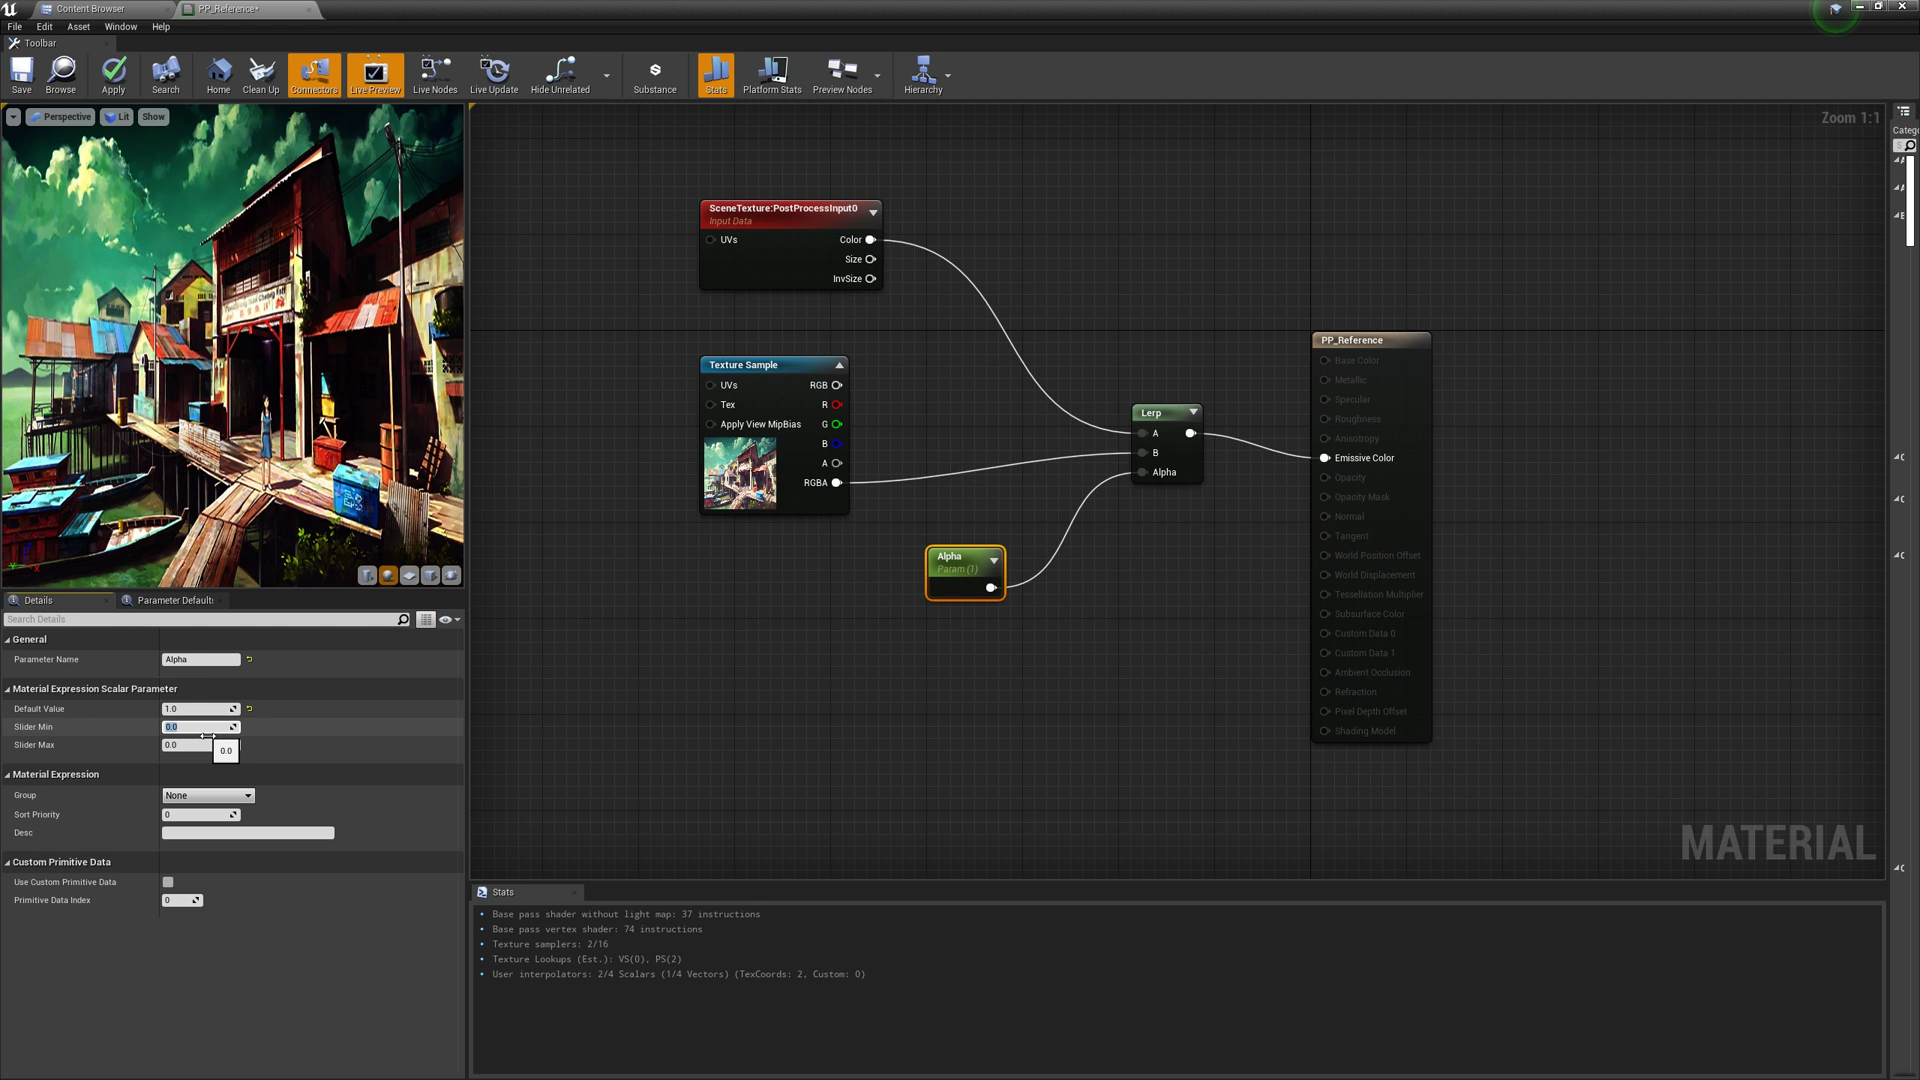 Content Browser
PP_Reference*
File Edit Asset Window Help
Toolbar
Save Browse Apply Search Home Clean Up Connectors Live Preview Live Nodes Live Update Hide Unrelated Substance Stats Platform Stats Preview Nodes Hierarchy
Perspective Lit Show
Zoom 1:1
Categ
SceneTexture:PostProcessInput0
Input Data
UVs Color
Size
InvSize
Texture Sample
UVs RGB
Tex R
Apply View MipBias G
B
A
RGBA
Lerp
A
B
Alpha
Alpha
Param (1)
PP_Reference
Base Color
Metallic
Specular
Roughness
Anisotropy
Emissive Color
Opacity
Opacity Mask
Normal
Tangent
World Position Offset
World Displacement
Tessellation Multiplier
Subsurface Color
Custom Data 0
Custom Data 1
Ambient Occlusion
Refraction
Pixel Depth Offset
Shading Model
MATERIAL
Details
Parameter Default
Search Details
General
Parameter Name Alpha
Material Expression Scalar Parameter
Default Value 1.0
Slider Min 0.0
Slider Max 0.0
0.0
Material Expression
Group None
Sort Priority 0
Desc
Custom Primitive Data
Use Custom Primitive Data
Primitive Data Index 0
Stats
Base pass shader without light map: 37 instructions
Base pass vertex shader: 74 instructions
Texture samplers: 2/16
Texture Lookups (Est.): VS(0), PS(2)
User interpolators: 2/4 Scalars (1/4 Vectors) (TexCoords: 2, Custom: 0)